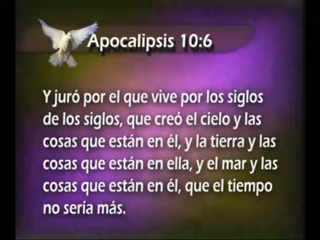 Apocalipsis 10:6
Y juró por el que vive por los siglos
de los siglos, que creó el cielo y las
cosas que están en él, y la tierra y las
cosas que están en ella, y el mar y las
cosas que están en él, que el tiempo
no sería más.